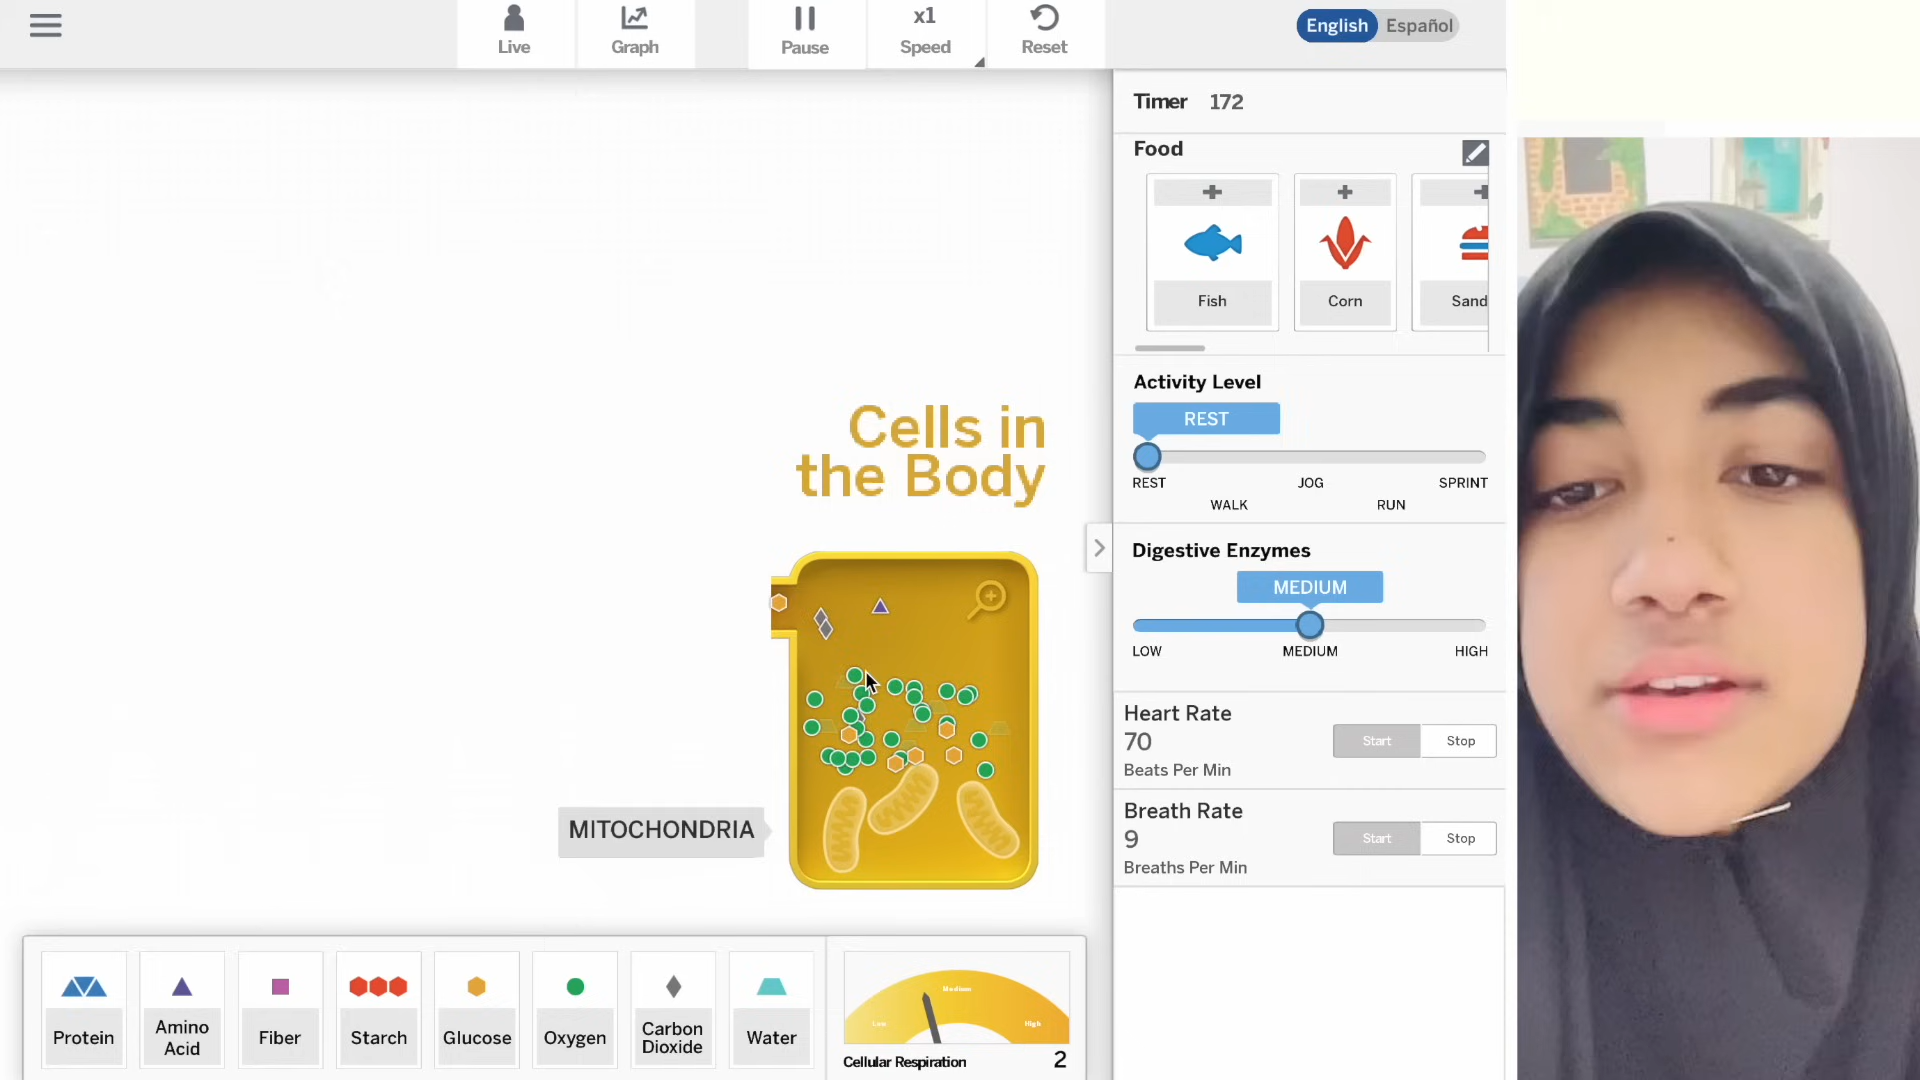 Live
Graph
Pause
x1
Speed
Reset
English
Español
Timer 172
Food
Fish
Corn
Sand
Activity Level
REST
REST
JOG
SPRINT
WALK
RUN
Digestive Enzymes
MEDIUM
LOW
MEDIUM
HIGH
Heart Rate
70
Beats Per Min
Start
Stop
Breath Rate
9
Breaths Per Min
Start
Stop
Cells in
the Body
MITOCHONDRIA
Protein
Amino
Acid
Fiber
Starch
Glucose
Oxygen
Carbon
Dioxide
Water
Low
Medium
High
Cellular Respiration 2